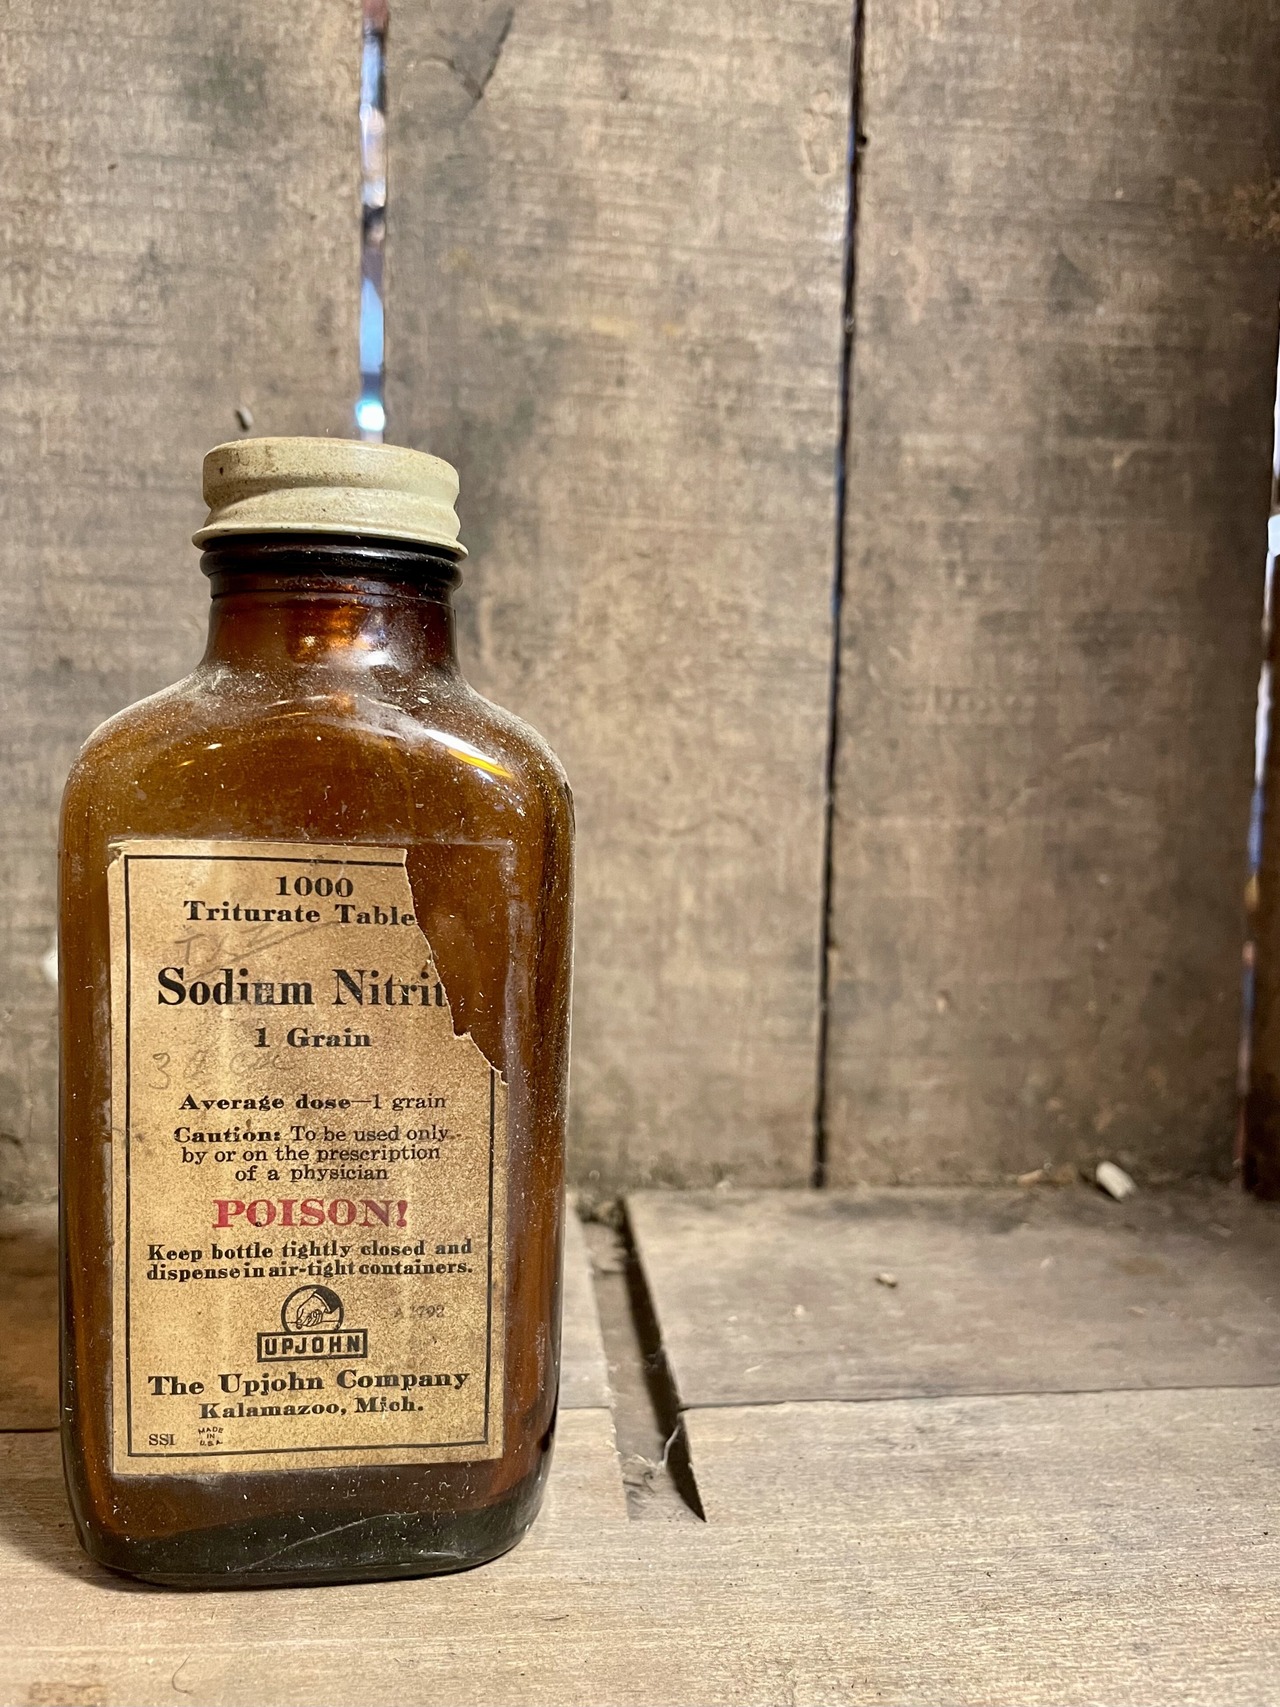 1000
Triturate Table
Sodium Nitrit
1 Grain
Average dose—1 grain
Caution: To be used only
by or on the prescription
of a physician
POISON!
Keep bottle tightly closed and
dispense in air-tight containers.
UPJOHN
The Upjohn Company
Kalamazoo, Mich.
SSI MADE
IN
U.S.A.